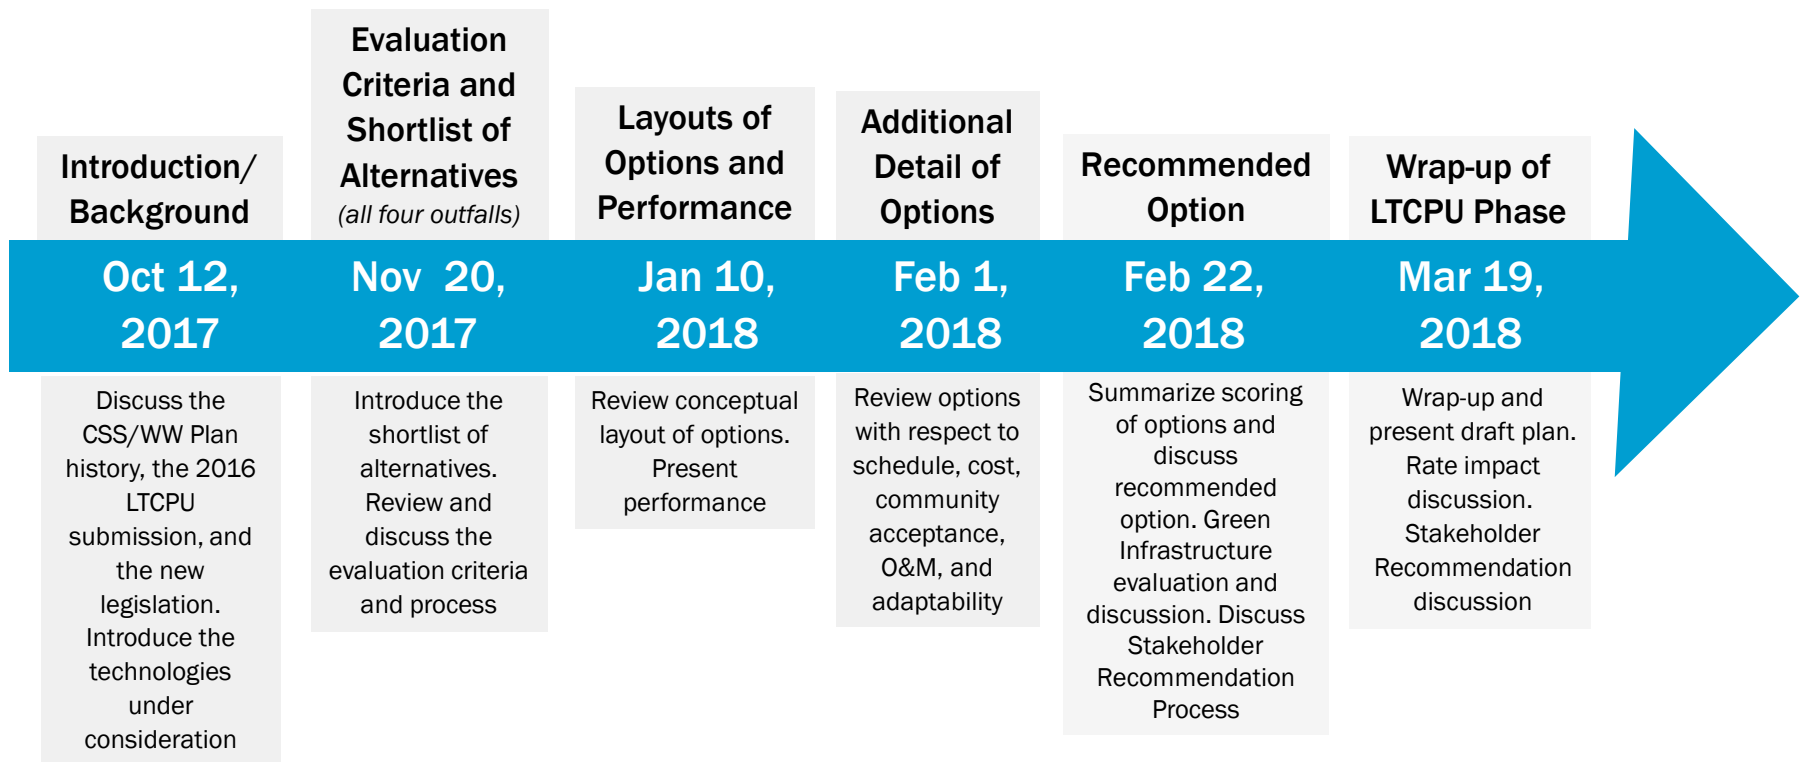 Introduction/
Background
Oct 12,
2017
Discuss the
CSS/WW Plan
history, the 2016
LTCPU
submission, and
the new
legislation.
Introduce the
technologies
under
consideration
Evaluation
Criteria and
Shortlist of
Alternatives
(all four outfalls)
Nov 20,
2017
Introduce the
shortlist of
alternatives.
Review and
discuss the
evaluation criteria
and process
Layouts of
Options and
Performance
Jan 10,
2018
Review conceptual
layout of options.
Present
performance
Additional
Detail of
Options
Feb 1,
2018
Review options
with respect to
schedule, cost,
community
acceptance,
O&M, and
adaptability
Recommended
Option
Feb 22,
2018
Summarize scoring
of options and
discuss
recommended
option. Green
Infrastructure
evaluation and
discussion. Discuss
Stakeholder
Recommendation
Process
Wrap-up of
LTCPU Phase
Mar 19,
2018
Wrap-up and
present draft plan.
Rate impact
discussion.
Stakeholder
Recommendation
discussion